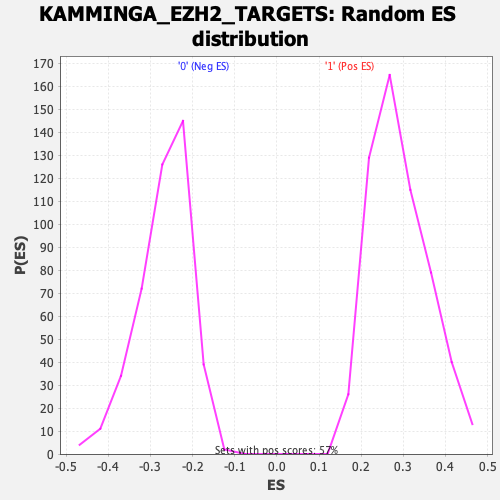 KAMMINGA_EZH2_TARGETS: Random ES
distribution
'0' (Neg ES) '1' (Pos ES)
170
160
150
140
130
120
110
100
90
80
70
60
50
40
30
20
10
0
P(ES)
Sets with pos scores: 57%
-0.5 -0.4 -0.3 -0.2 -0.1 0.0 0.1 0.2 0.3 0.4 0.5
ES